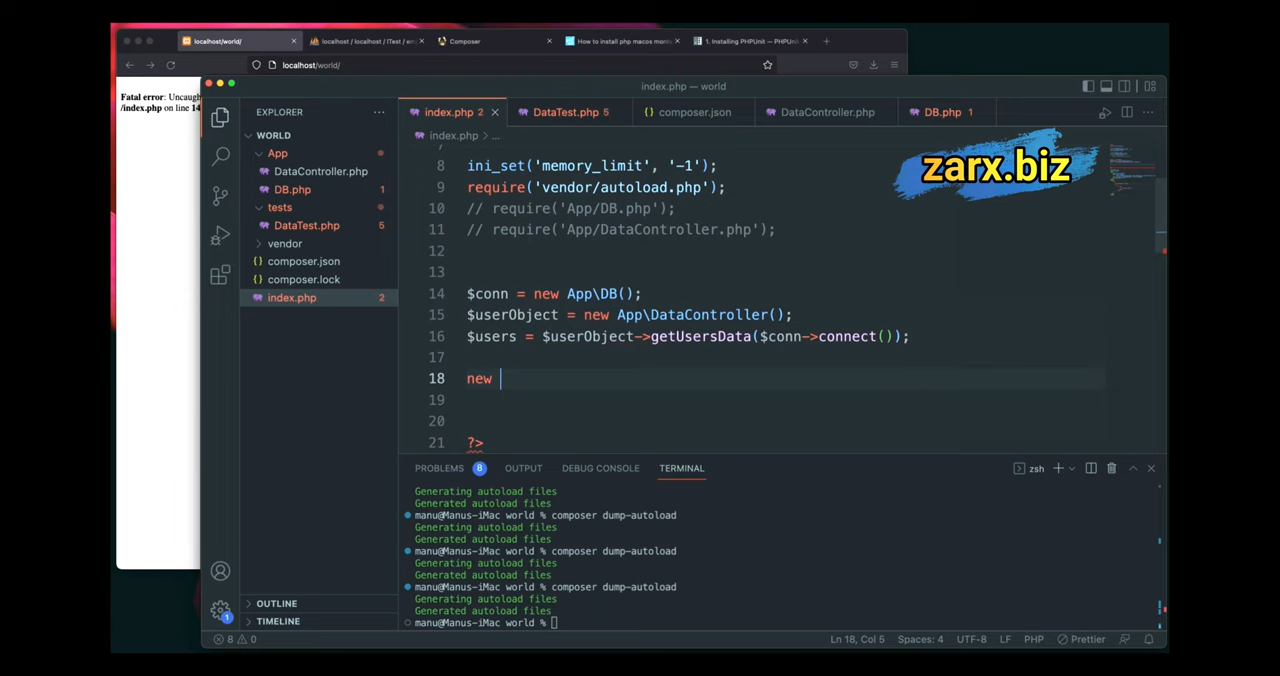 localhost/world/
localhost / localhost / ITest / em
Composer
How to install php macos mont
1. Installing PHPUnit — PHPUnit
localhost/world/
Fatal error: Uncaugh
/index.php on line 14
index.php — world
EXPLORER
WORLD
App
DataController.php
DB.php 1
tests
DataTest.php 5
vendor
{} composer.json
{} composer.lock
index.php 2
OUTLINE
TIMELINE
index.php 2
DataTest.php 5
{} composer.json
DataController.php
DB.php 1
index.php > ...
zarx.biz
7
8 ini_set('memory_limit', '-1');
9 require('vendor/autoload.php');
10 // require('App/DB.php');
11 // require('App/DataController.php');
12
13
14 $conn = new App\DB();
15 $userObject = new App\DataController();
16 $users = $userObject->getUsersData($conn->connect());
17
18 new
19
20
21 ?>
PROBLEMS 8 OUTPUT DEBUG CONSOLE TERMINAL
zsh
Generating autoload files
Generated autoload files
manu@Manus-iMac world % composer dump-autoload
Generating autoload files
Generated autoload files
manu@Manus-iMac world % composer dump-autoload
Generating autoload files
Generated autoload files
manu@Manus-iMac world % composer dump-autoload
Generating autoload files
Generated autoload files
manu@Manus-iMac world %
1
8 0
Ln 18, Col 5 Spaces: 4 UTF-8 LF PHP Prettier